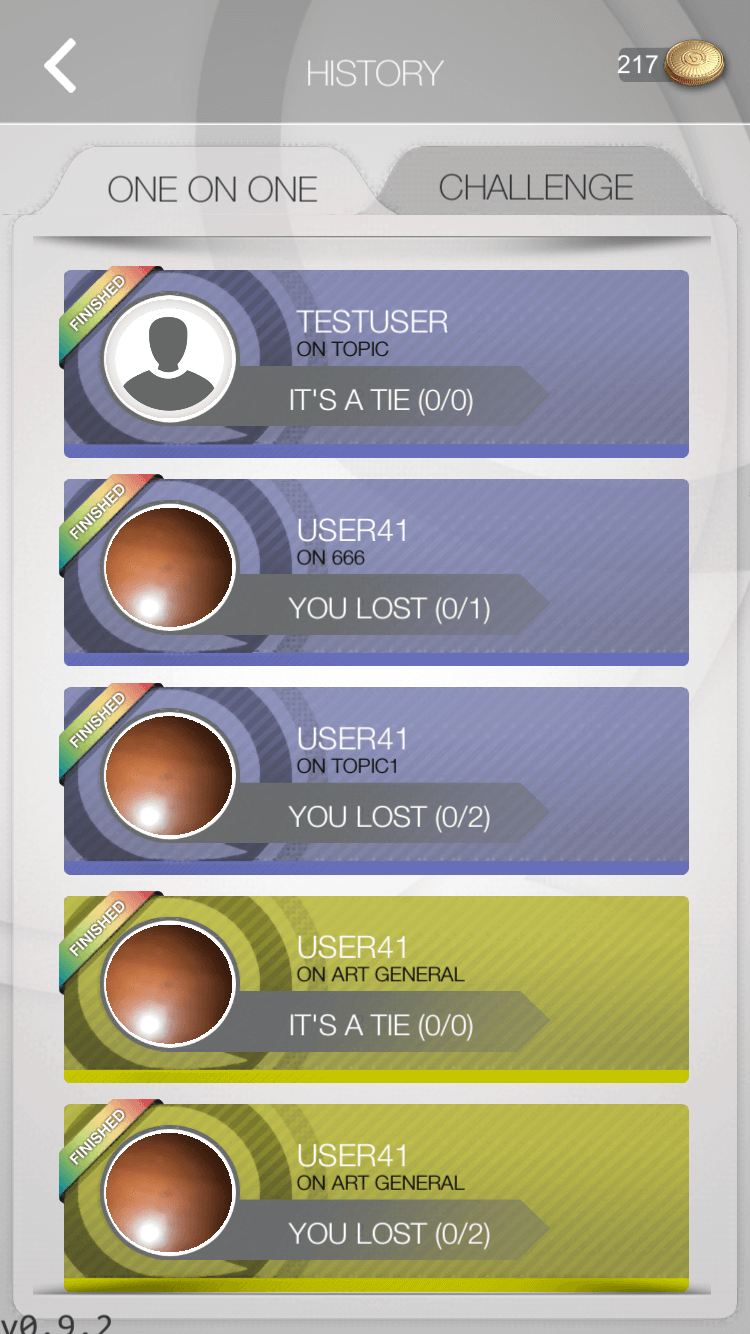 HISTORY
217
ONE ON ONE
CHALLENGE
FINISHED
TESTUSER
ON TOPIC
IT'S A TIE (0/0)
FINISHED
USER41
ON 666
YOU LOST (0/1)
FINISHED
USER41
ON TOPIC1
YOU LOST (0/2)
FINISHED
USER41
ON ART GENERAL
IT'S A TIE (0/0)
FINISHED
USER41
ON ART GENERAL
YOU LOST (0/2)
v0.9.2